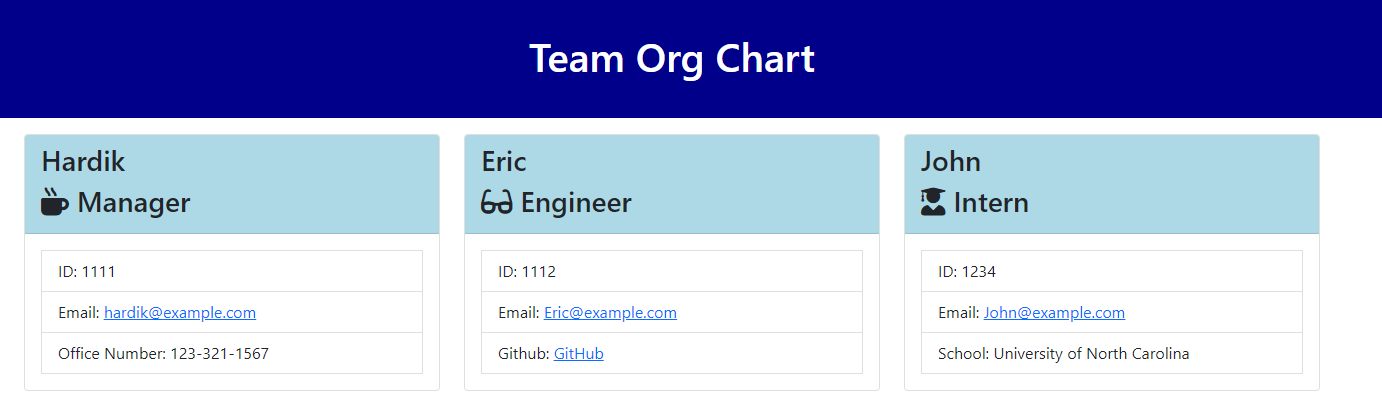 Team Org Chart
Hardik
Manager
ID: 1111
Email: hardik@example.com
Office Number: 123-321-1567
Eric
Engineer
ID: 1112
Email: Eric@example.com
Github: GitHub
John
Intern
ID: 1234
Email: John@example.com
School: University of North Carolina